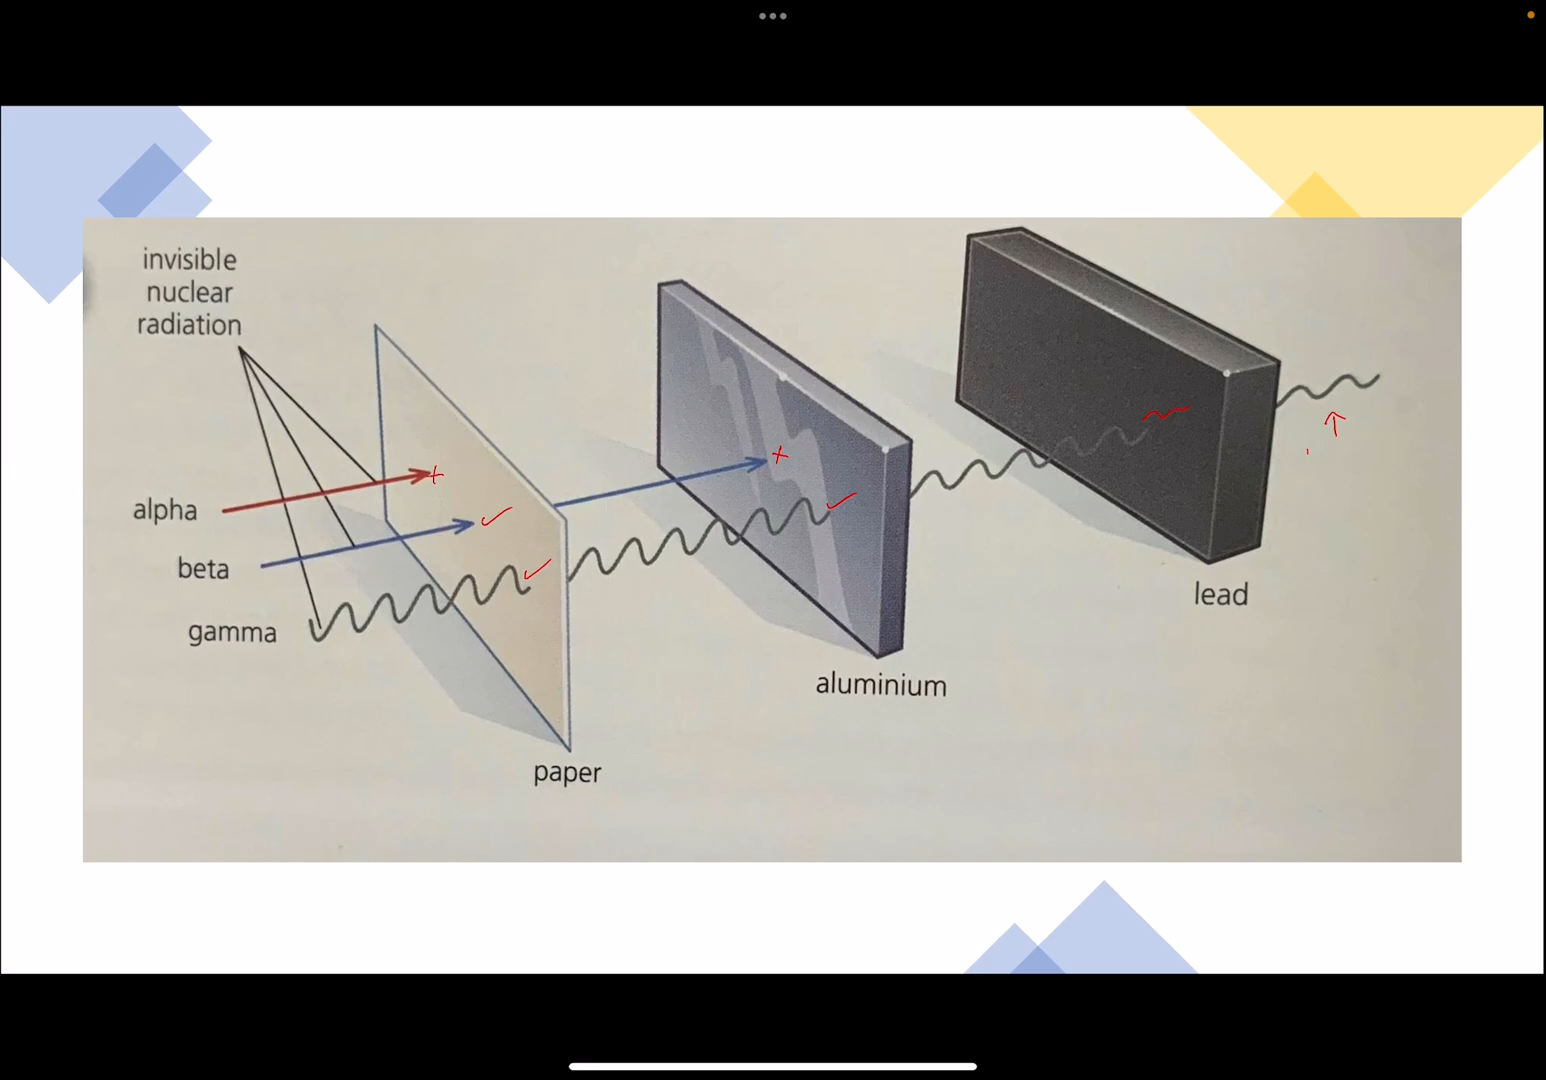 invisible
nuclear
radiation
alpha
beta
gamma
paper
aluminium
lead